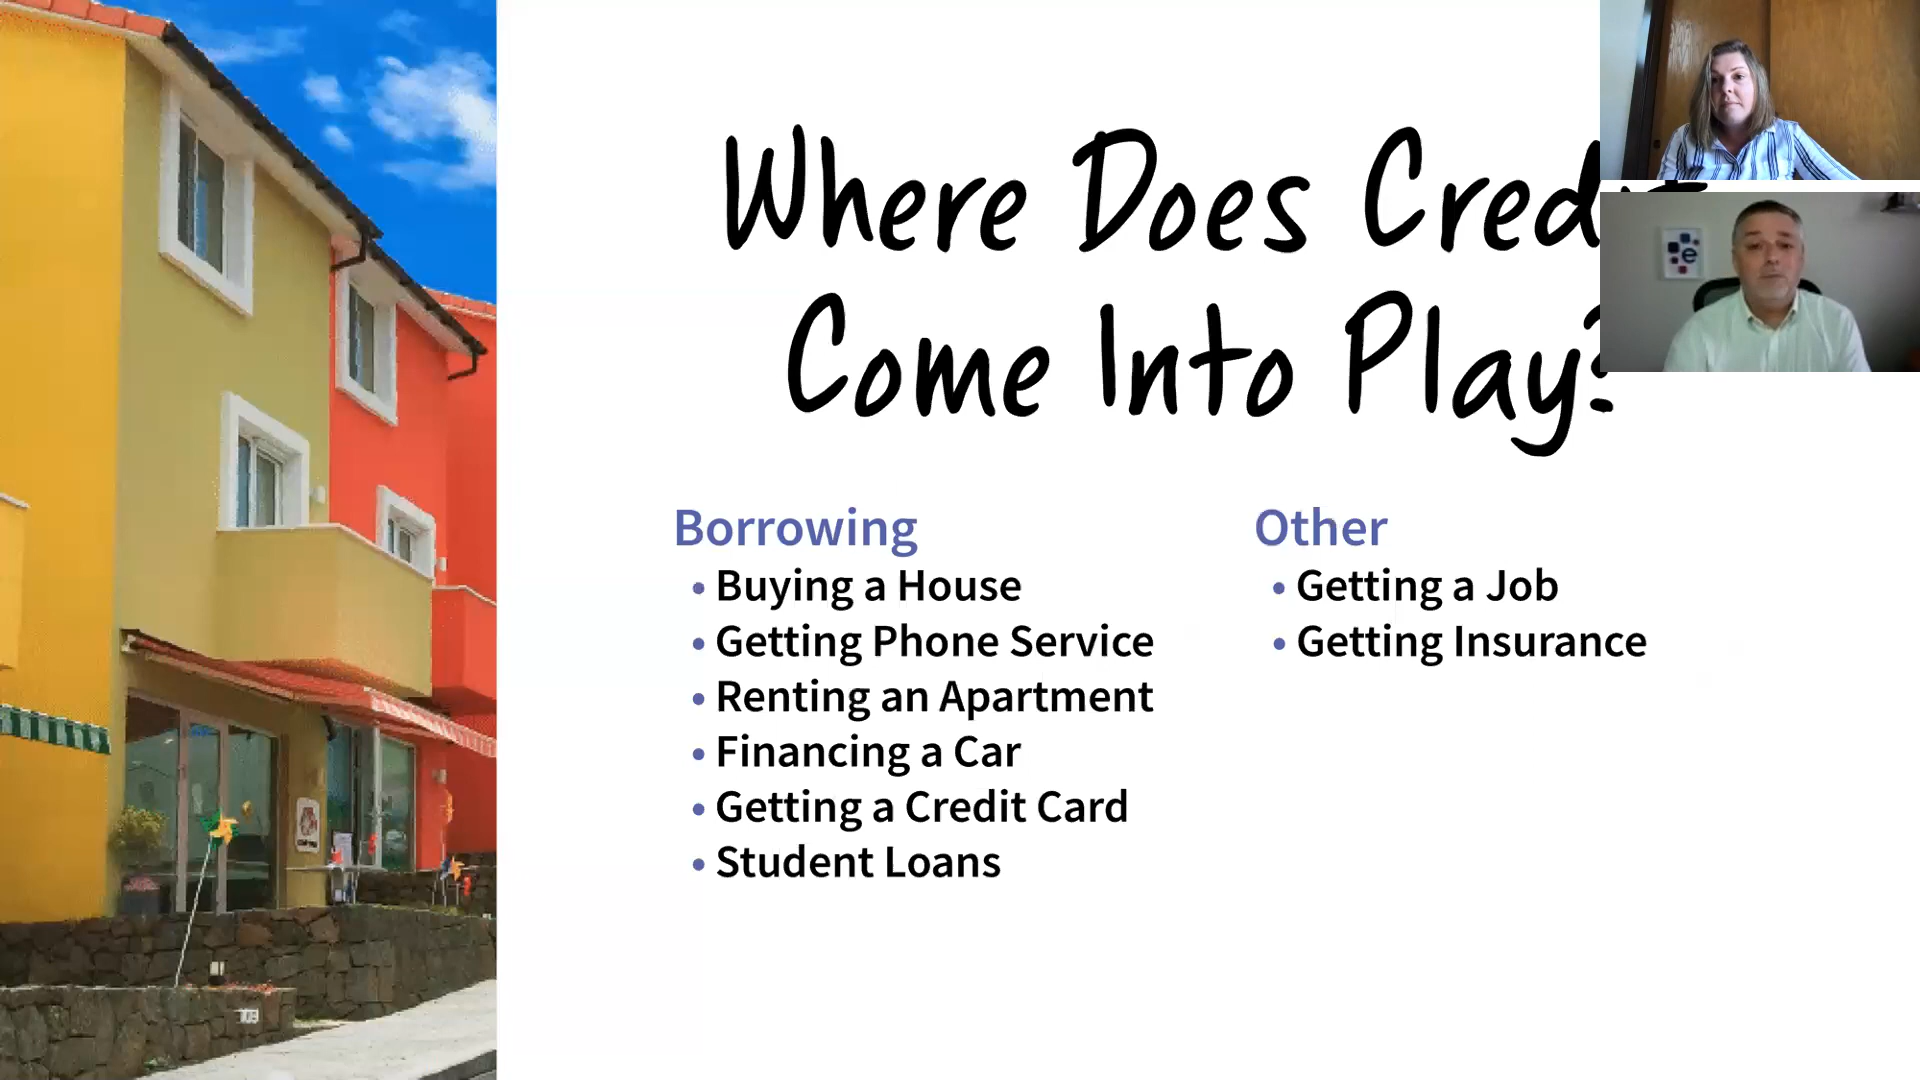 Where Does Credit
Come Into Play?
Borrowing
• Buying a House
• Getting Phone Service
• Renting an Apartment
• Financing a Car
• Getting a Credit Card
• Student Loans
Other
• Getting a Job
• Getting Insurance
e